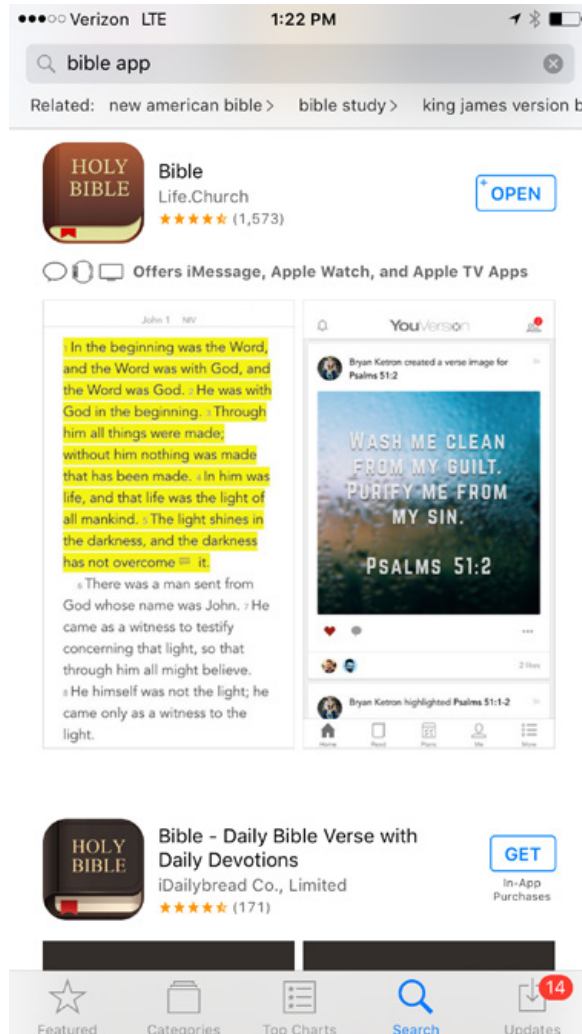 Verizon LTE 1:22 PM
bible app
Related: new american bible > bible study > king james version b
HOLY
BIBLE
Bible
Life.Church
(1,573)
+ OPEN
Offers iMessage, Apple Watch, and Apple TV Apps
John 1 NIV
1 In the beginning was the Word,
and the Word was with God, and
the Word was God. 2 He was with
God in the beginning. 3 Through
him all things were made;
without him nothing was made
that has been made. 4 In him was
life, and that life was the light of
all mankind. 5 The light shines in
the darkness, and the darkness
has not overcome it.
6 There was a man sent from
God whose name was John. 7 He
came as a witness to testify
concerning that light, so that
through him all might believe.
8 He himself was not the light; he
came only as a witness to the
light.
YouVersion
Bryan Ketron created a verse image for
Psalms 51:2
WASH ME CLEAN
FROM MY GUILT.
PURIFY ME FROM
MY SIN.
PSALMS 51:2
2 likes
Bryan Ketron highlighted Psalms 51:1-2
Home Read Plans Me More
HOLY
BIBLE
Bible - Daily Bible Verse with
Daily Devotions
iDailybread Co., Limited
(171)
GET
In-App
Purchases
14
Featured Categories Top Charts Search Updates